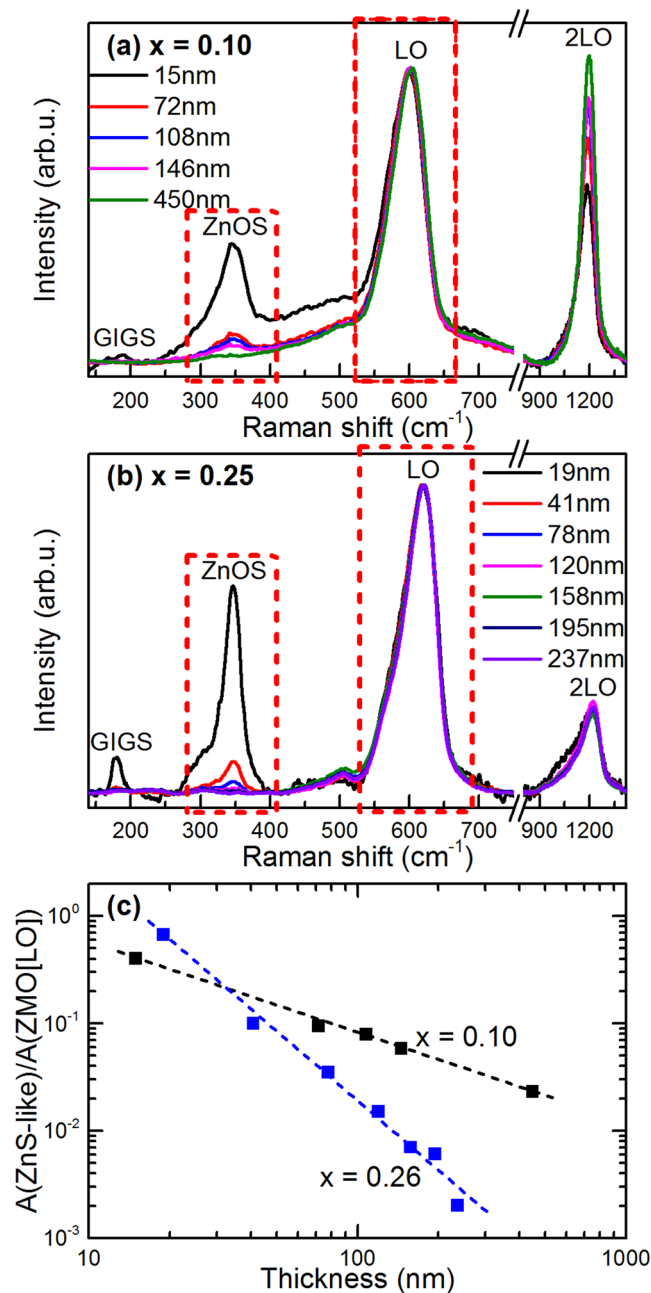 (a) x = 0.10
15nm
72nm
108nm
146nm
450nm
LO
2LO
ZnOS
GIGS
Intensity (arb.u.)
200 300 400 500 600 700 900 1200
Raman shift (cm⁻¹)
(b) x = 0.25
LO
19nm
41nm
78nm
120nm
158nm
195nm
237nm
ZnOS
2LO
GIGS
Intensity (arb.u.)
200 300 400 500 600 700 900 1200
Raman shift (cm⁻¹)
(c)
10⁰
10⁻¹
10⁻²
10⁻³
x = 0.10
x = 0.26
A(ZnS-like)/A(ZMO[LO])
10 100 1000
Thickness (nm)